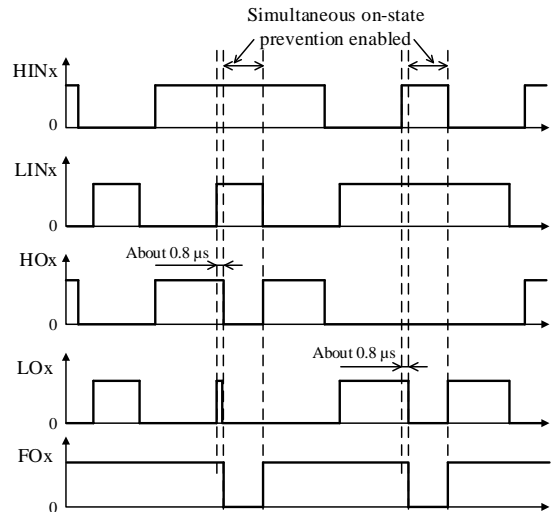 Simultaneous on-state
prevention enabled
HINx
0
LINx
0
About 0.8 µs
HOx
0
About 0.8 µs
LOx
0
FOx
0